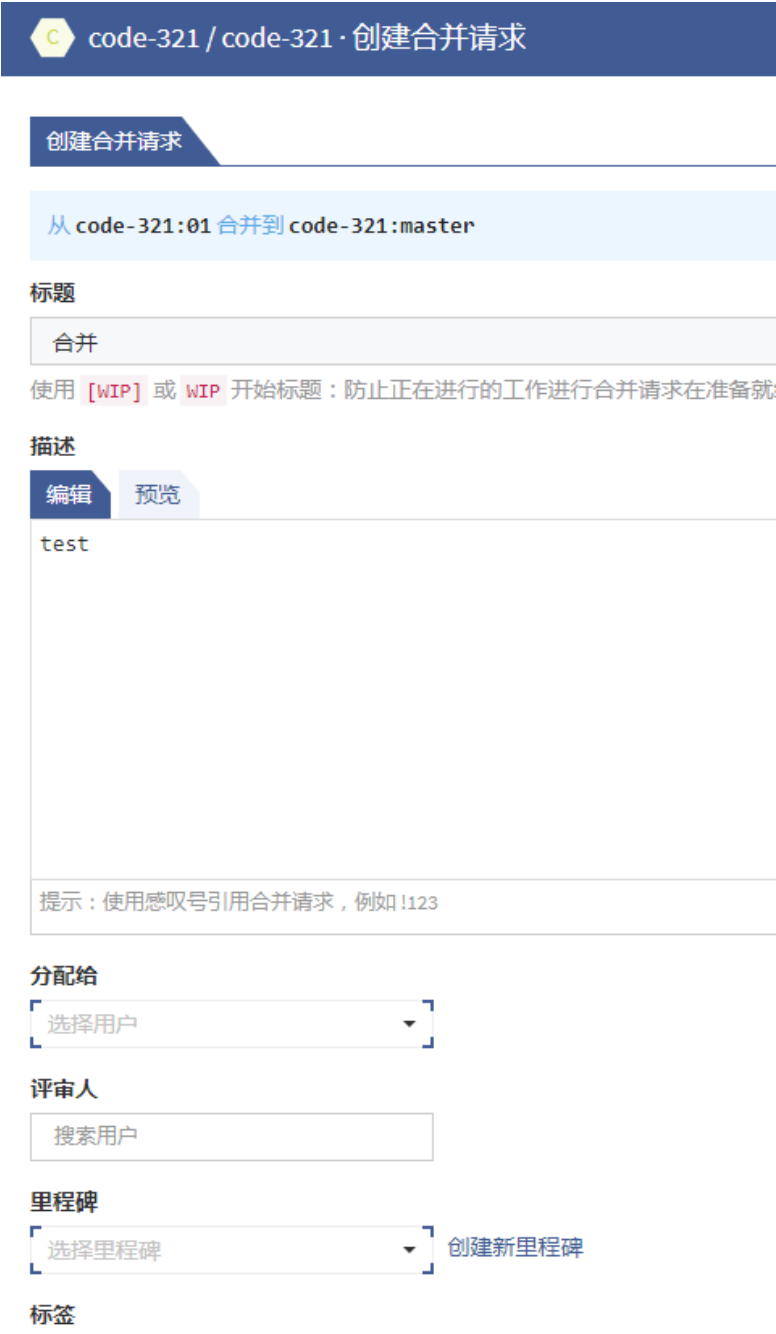 C code-321 / code-321 · 创建合并请求
创建合并请求
从 code-321:01 合并到 code-321:master
标题
合并
使用 [WIP] 或 WIP 开始标题：防止正在进行的工作进行合并请求在准备就
描述
编辑 预览
test
提示：使用感叹号引用合并请求，例如 !123
分配给
选择用户
评审人
搜索用户
里程碑
选择里程碑 创建新里程碑
标签